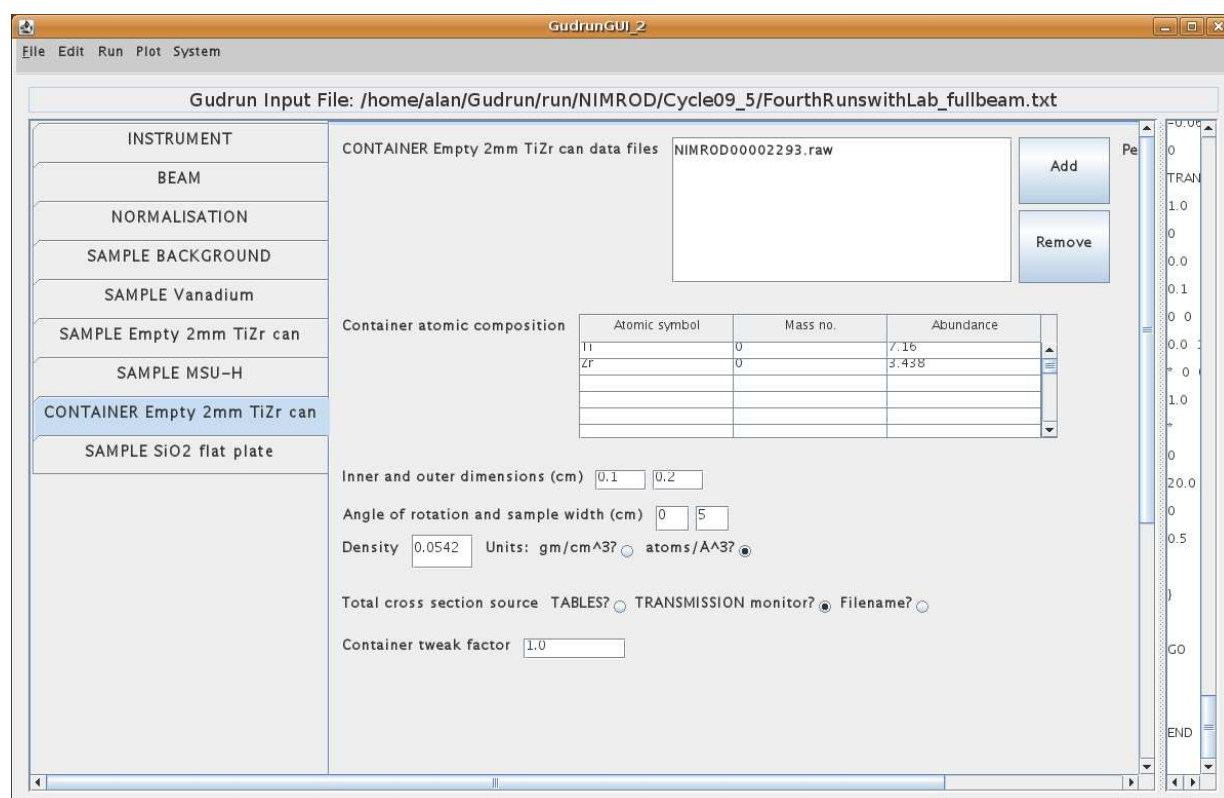 GudrunGUI_2
File Edit Run Plot System
Gudrun Input File: /home/alan/Gudrun/run/NIMROD/Cycle09_5/FourthRunswithLab_fullbeam.txt
INSTRUMENT
BEAM
NORMALISATION
SAMPLE BACKGROUND
SAMPLE Vanadium
SAMPLE Empty 2mm TiZr can
SAMPLE MSU-H
CONTAINER Empty 2mm TiZr can
SAMPLE SiO2 flat plate
CONTAINER Empty 2mm TiZr can data files NIMROD00002293.raw Add Pe
Remove
Container atomic composition Atomic symbol Mass no. Abundance
Ti 0 7.16
Zr 0 3.438
Inner and outer dimensions (cm) 0.1 0.2
Angle of rotation and sample width (cm) 0 5
Density 0.0542 Units: gm/cm^3? atoms/Å^3?
Total cross section source TABLES? TRANSMISSION monitor? Filename?
Container tweak factor 1.0
-0.06
0
TRAN
1.0
0
0.0
0.1
0 0
0.0
* 0
1.0
*
0
20.0
0
0.5
}
GO
END